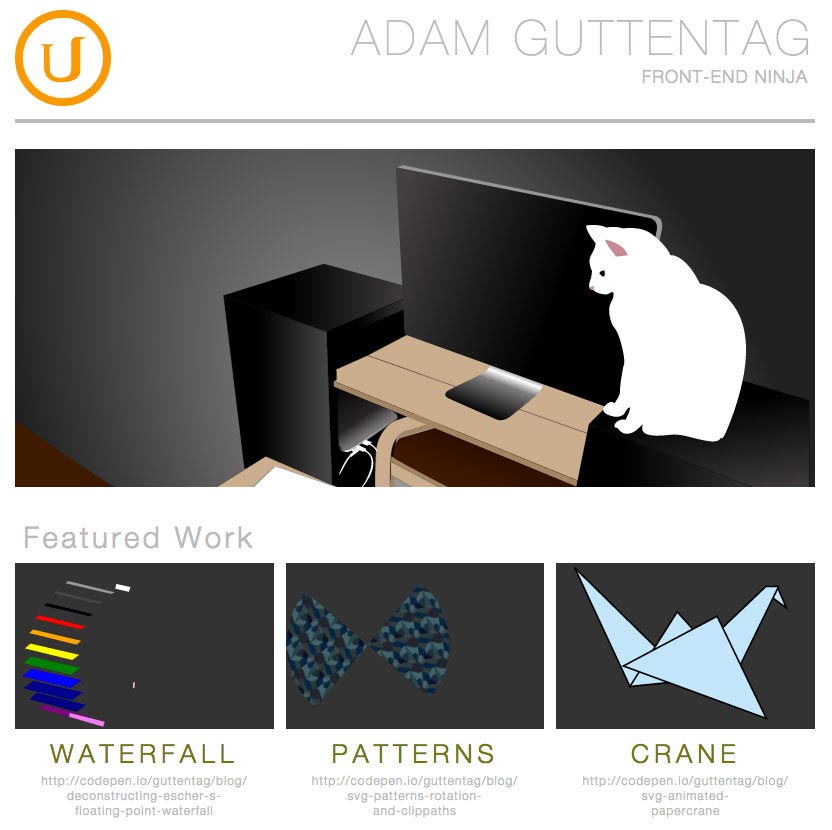 U
ADAM GUTTENTAG
FRONT-END NINJA
Featured Work
WATERFALL
http://codepen.io/guttentag/blog/
deconstructing-escher-s-
floating-point-waterfall
PATTERNS
http://codepen.io/guttentag/blog/
svg-patterns-rotation-
and-clippaths
CRANE
http://codepen.io/guttentag/blog/
svg-animated-
papercrane